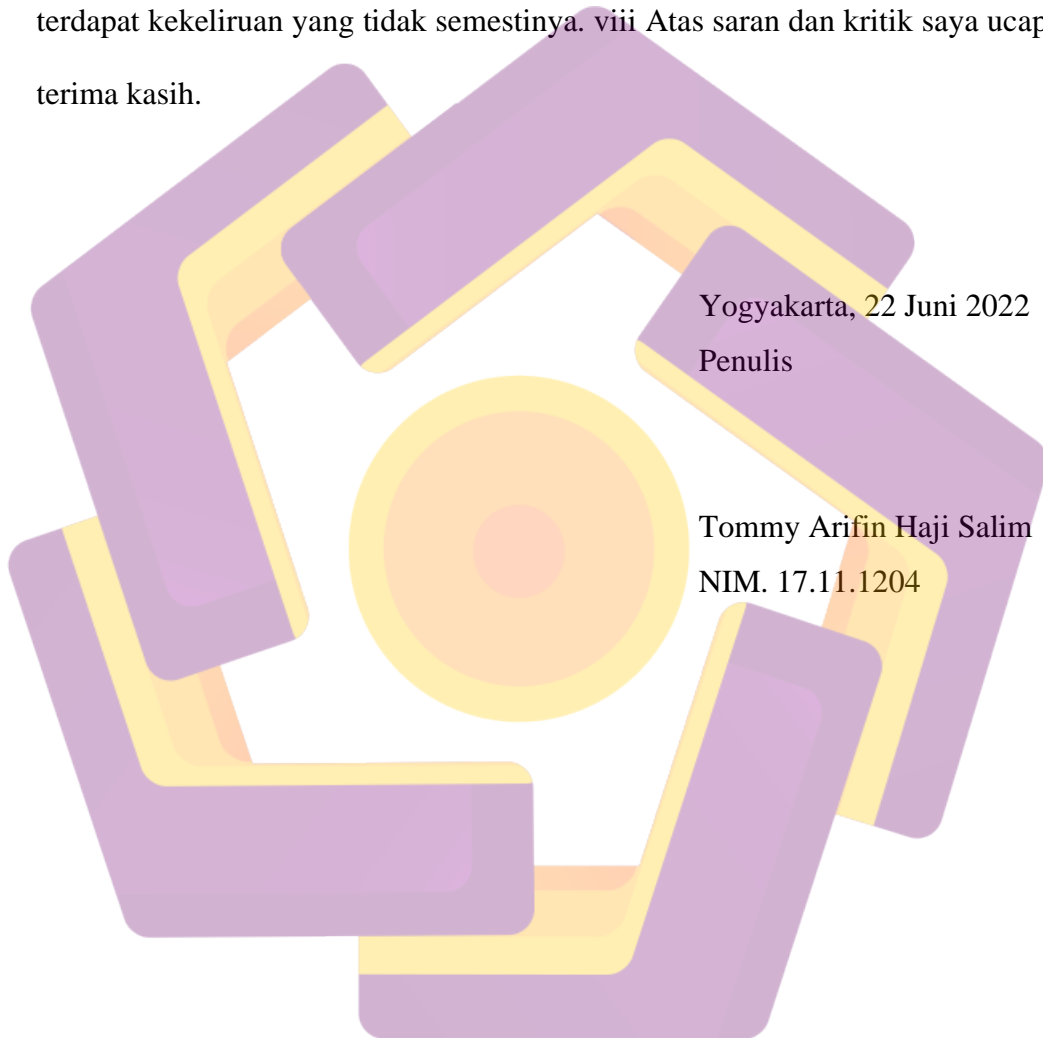 terdapat kekeliruan yang tidak semestinya. viii Atas saran dan kritik saya ucap
terima kasih.
Yogyakarta, 22 Juni 2022
Penulis
Tommy Arifin Haji Salim
NIM. 17.11.1204